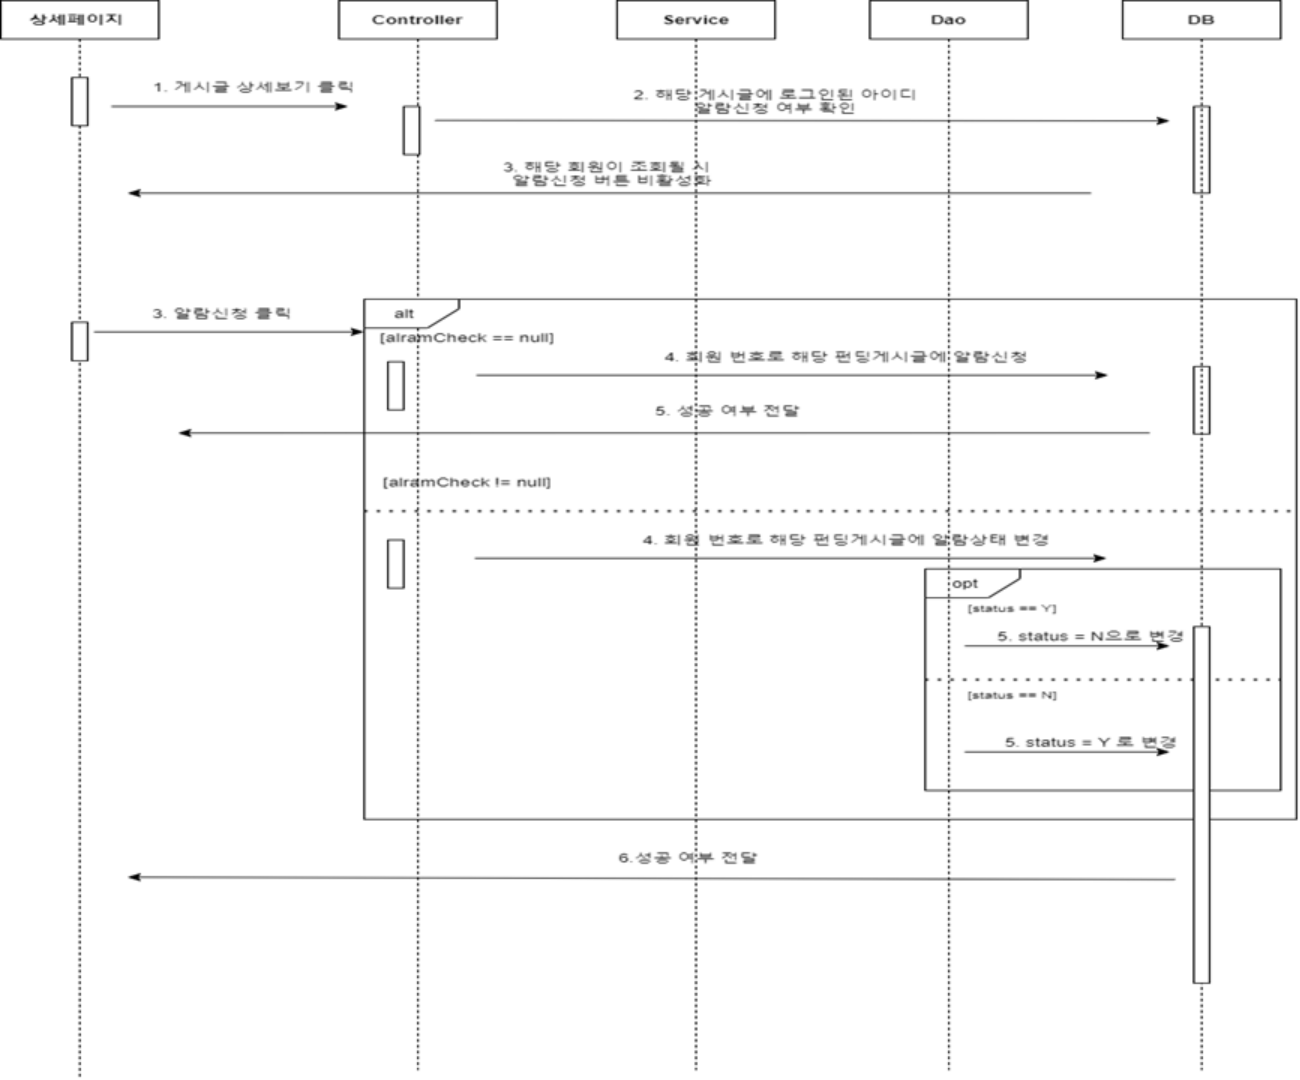 상세페이지
Controller
Service
Dao
DB
1. 게시글 상세보기 클릭
2. 해당 게시글에 로그인된 아이디
알람신청 여부 확인
3. 해당 회원이 조회될 시
알람신청 버튼 비활성화
3. 알람신청 클릭
alt
[alramCheck == null]
4. 회원 번호로 해당 펀딩게시글에 알람신청
5. 성공 여부 전달
[alramCheck != null]
4. 회원 번호로 해당 펀딩게시글에 알람상태 변경
opt
[status == Y]
5. status = N으로 변경
[status == N]
5. status = Y 로 변경
6.성공 여부 전달